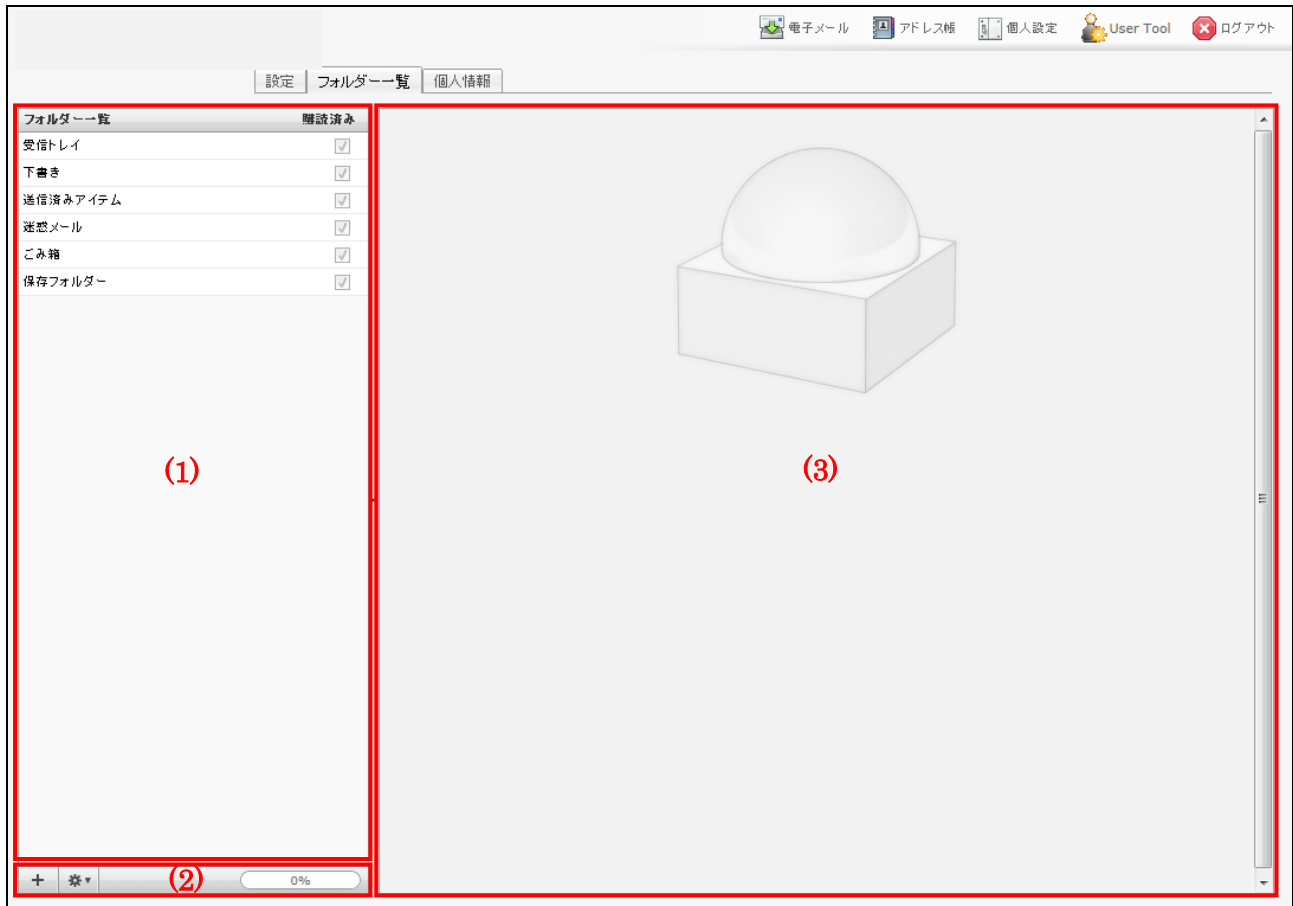 電子メール アドレス帳 個人設定 User Tool ログアウト
設定 フォルダー一覧 個人情報
フォルダー一覧 購読済み
受信トレイ
下書き
送信済みアイテム
迷惑メール
ごみ箱
保存フォルダー
(1)
(3)
(2) 0%